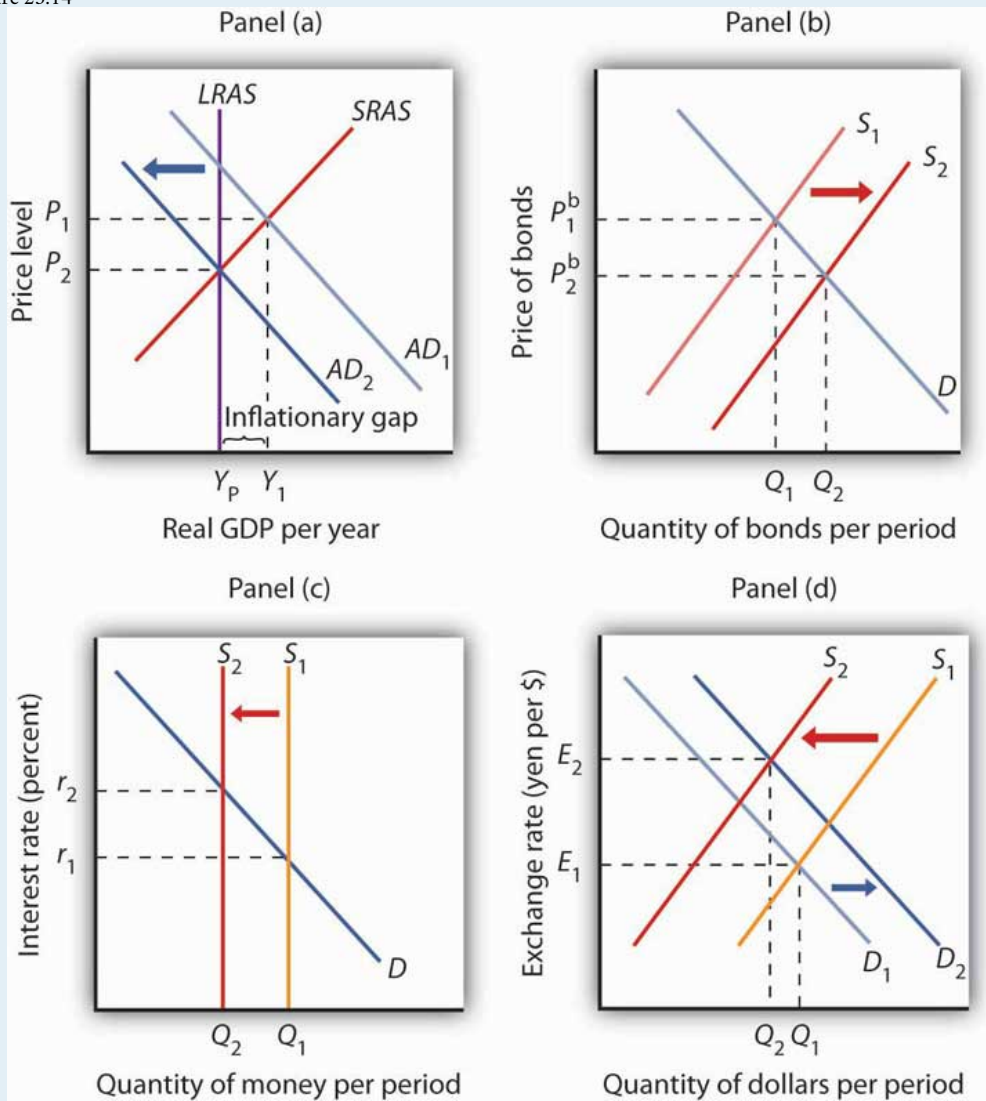 Panel (a)
Panel (b)
LRAS
SRAS
P1
P2
Price level
AD1
AD2
Inflationary gap
YP Y1
Real GDP per year
S1
S2
P1b
P2b
Price of bonds
D
Q1 Q2
Quantity of bonds per period
Panel (c)
Panel (d)
S2 S1
r2
r1
Interest rate (percent)
D
Q2 Q1
Quantity of money per period
S2 S1
E2
E1
Exchange rate (yen per $)
D1 D2
Q2 Q1
Quantity of dollars per period